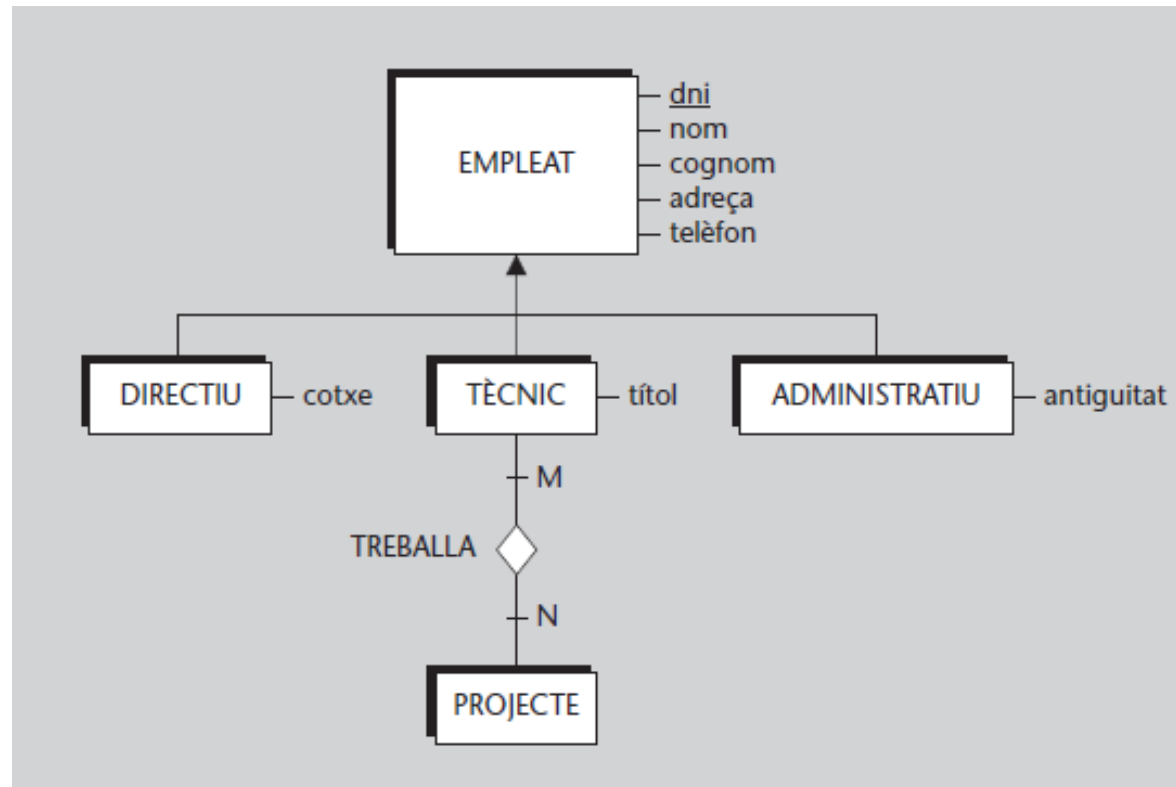 EMPLEAT
dni
nom
cognom
adreça
telèfon
DIRECTIU
cotxe
TÈCNIC
títol
ADMINISTRATIU
antiguitat
M
TREBALLA
N
PROJECTE